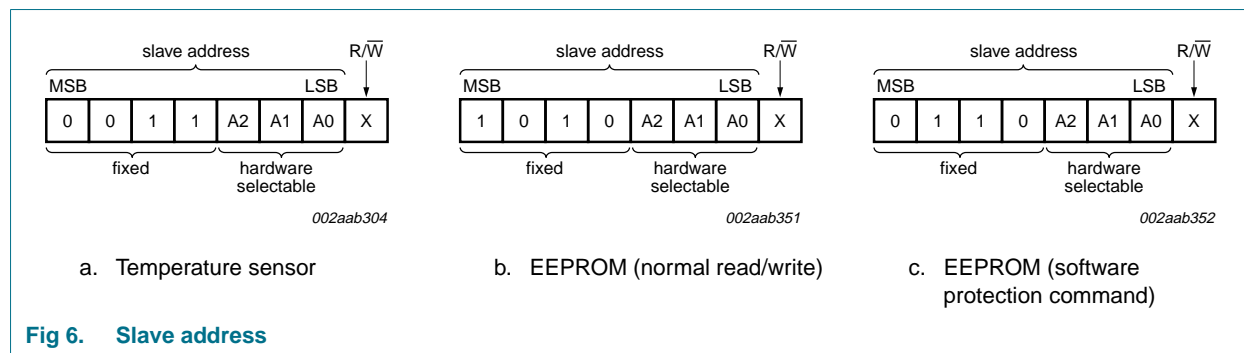 slave address R/W̅
MSB LSB
0 0 1 1 A2 A1 A0 X
fixed hardware
selectable
002aab304
a. Temperature sensor
slave address R/W̅
MSB LSB
1 0 1 0 A2 A1 A0 X
fixed hardware
selectable
002aab351
b. EEPROM (normal read/write)
slave address R/W̅
MSB LSB
0 1 1 0 A2 A1 A0 X
fixed hardware
selectable
002aab352
c. EEPROM (software
protection command)
Fig 6. Slave address